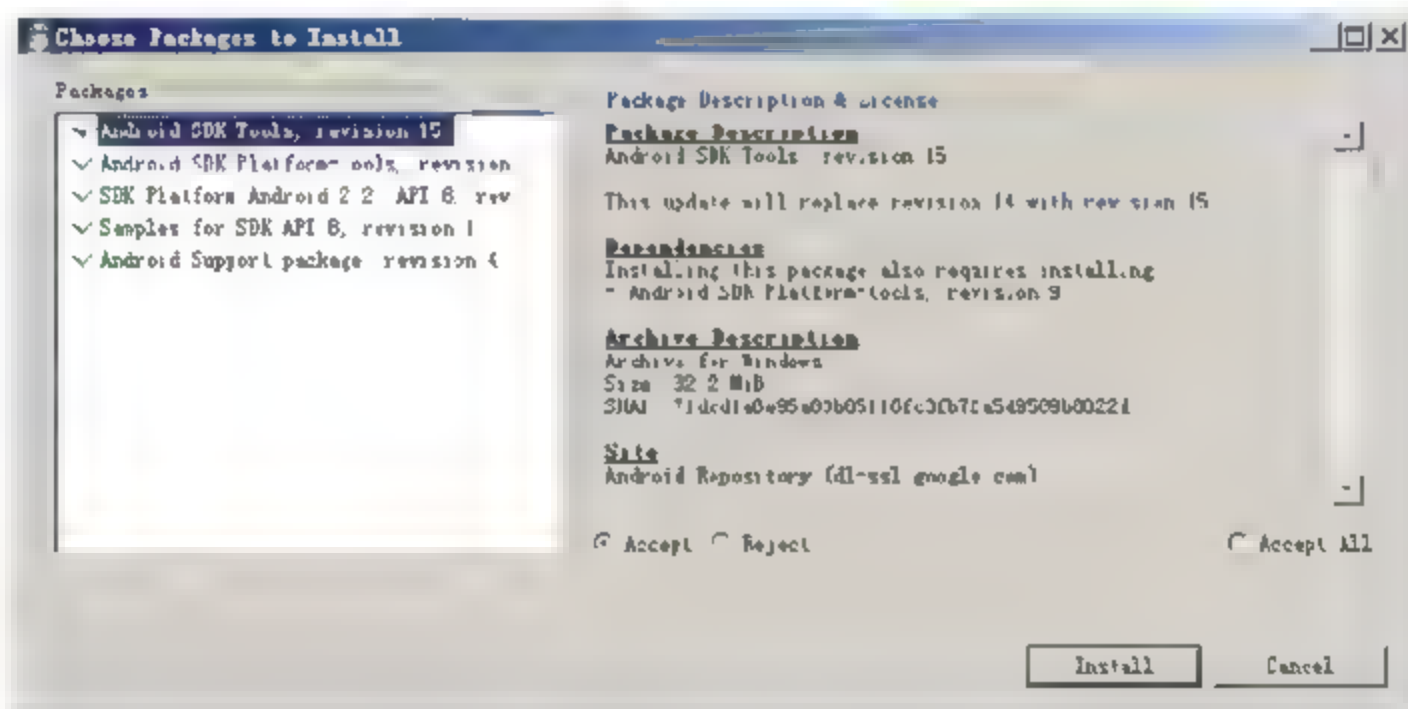 Choose Packages to Install
Packages
Android SDK Tools, revision 15
Android SDK Platform-tools, revision
SDK Platform Android 2.2, API 8, rev
Samples for SDK API 8, revision 1
Android Support package, revision 4
Package Description & License
Package Description
Android SDK Tools, revision 15
This update will replace revision 14 with revision 15
Dependencies
Installing this package also requires installing
- Android SDK Platform-tools, revision 9
Archive Description
Archive for Windows
Size: 32.2 MiB
SHA1:
Site
Android Repository (dl-ssl.google.com)
Accept Reject Accept All
Install Cancel